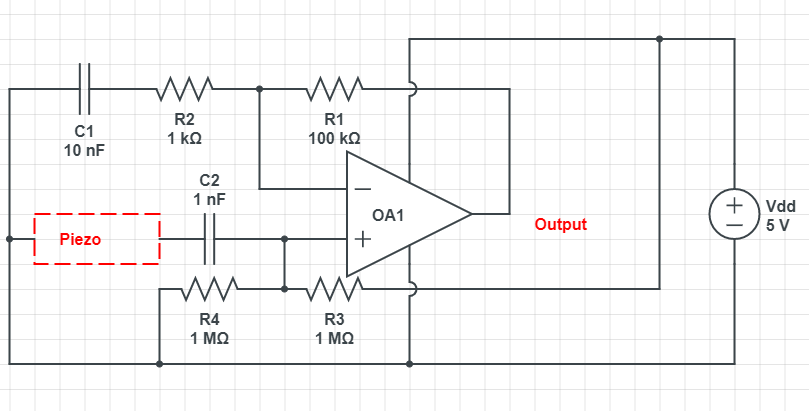 C1
10 nF
R2
1 kΩ
R1
100 kΩ
C2
1 nF
OA1
Piezo
Output
Vdd
5 V
R4
1 MΩ
R3
1 MΩ